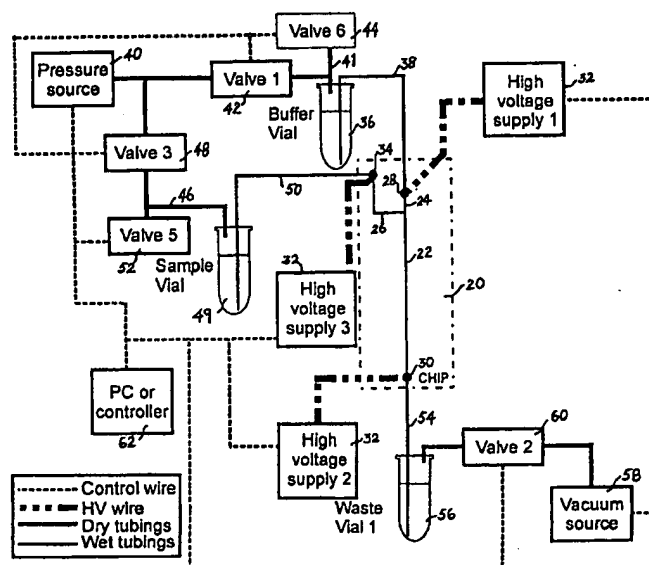 Valve 6
44
40
Pressure
source
41
38
Valve 1
42
Buffer
Vial
36
High
voltage
supply 1
32
Valve 3
48
34
50
28
24
46
26
22
Valve 5
52
Sample
Vial
49
32
High
voltage
supply 3
20
30
CHIP
PC or
controller
62
54
60
High
voltage
supply 2
32
Valve 2
58
Vacuum
source
Waste
Vial 1
56
Control wire
HV wire
Dry tubings
Wet tubings